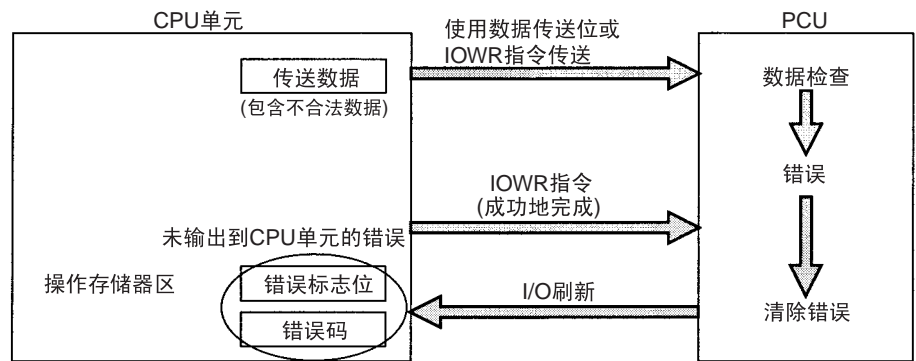 CPU单元
PCU
使用数据传送位或
IOWR指令传送
传送数据
(包含不合法数据)
数据检查
错误
IOWR指令
(成功地完成)
未输出到CPU单元的错误
操作存储器区
错误标志位
错误码
I/O刷新
清除错误